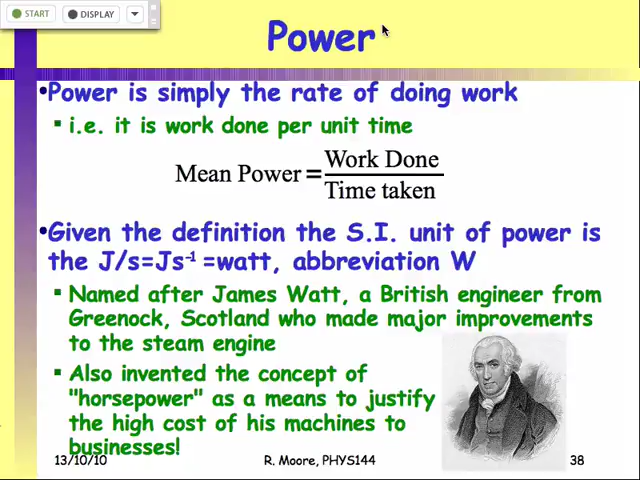 START
DISPLAY
Power
•Power is simply the rate of doing work
▪ i.e. it is work done per unit time
Mean Power = Work Done
Time taken
•Given the definition the S.I. unit of power is
the J/s=Js⁻¹ =watt, abbreviation W
▪ Named after James Watt, a British engineer from
Greenock, Scotland who made major improvements
to the steam engine
▪ Also invented the concept of
"horsepower" as a means to justify
the high cost of his machines to
businesses!
13/10/10
R. Moore, PHYS144
38